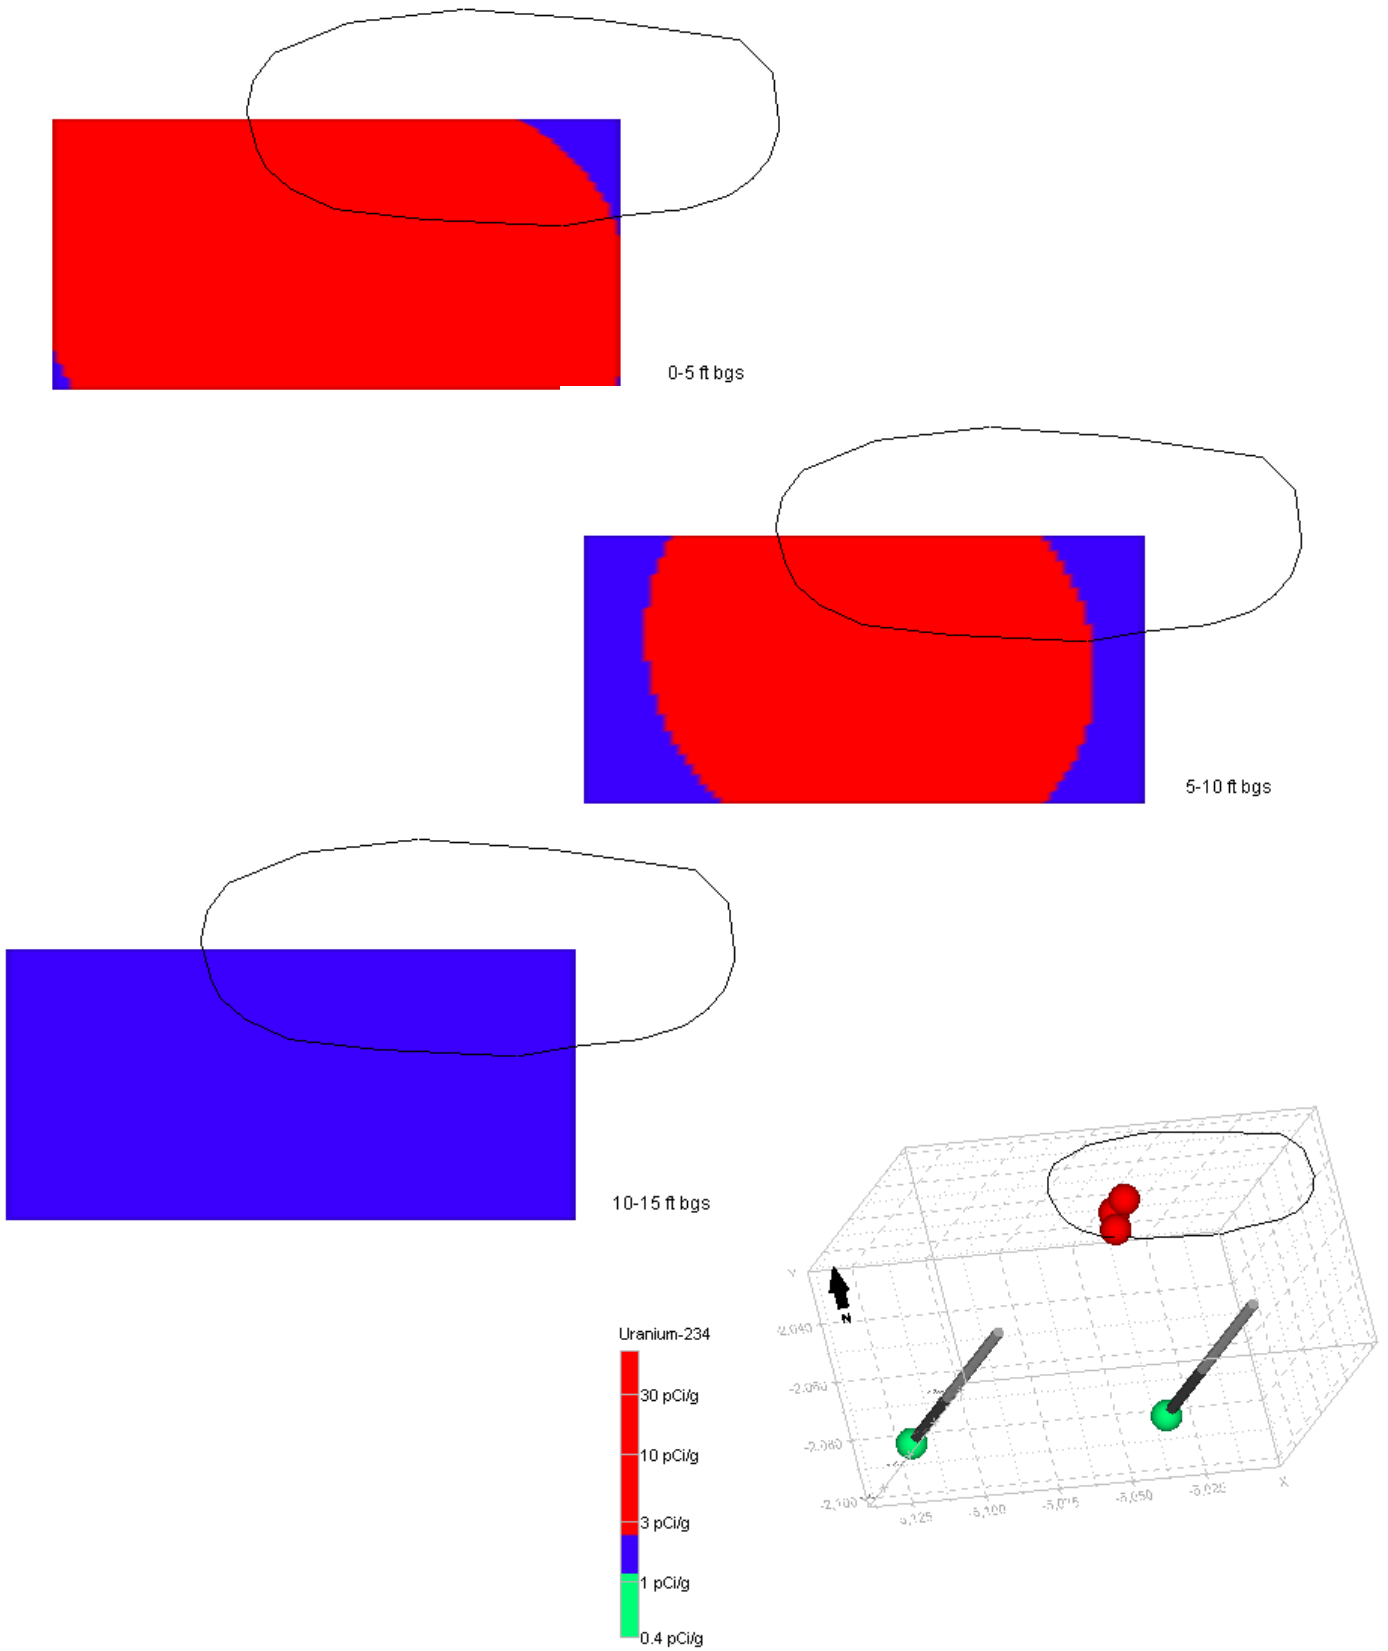 0-5 ft bgs
5-10 ft bgs
10-15 ft bgs
Uranium-234
30 pCi/g
10 pCi/g
3 pCi/g
1 pCi/g
0.4 pCi/g
Y
N
-2,040
-2,060
-2,080
-2,100
-5,100
-5,075
-5,050
-5,025
X